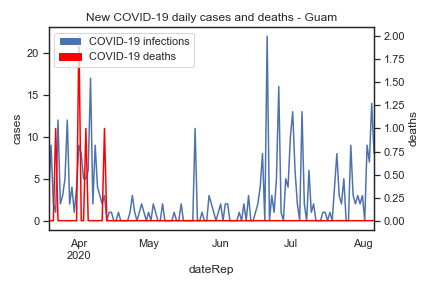 New COVID-19 daily cases and deaths - Guam
COVID-19 infections
COVID-19 deaths
20
15
10
5
0
cases
2.00
1.75
1.50
1.25
1.00
0.75
0.50
0.25
0.00
deaths
Apr
2020
May
Jun
Jul
Aug
dateRep